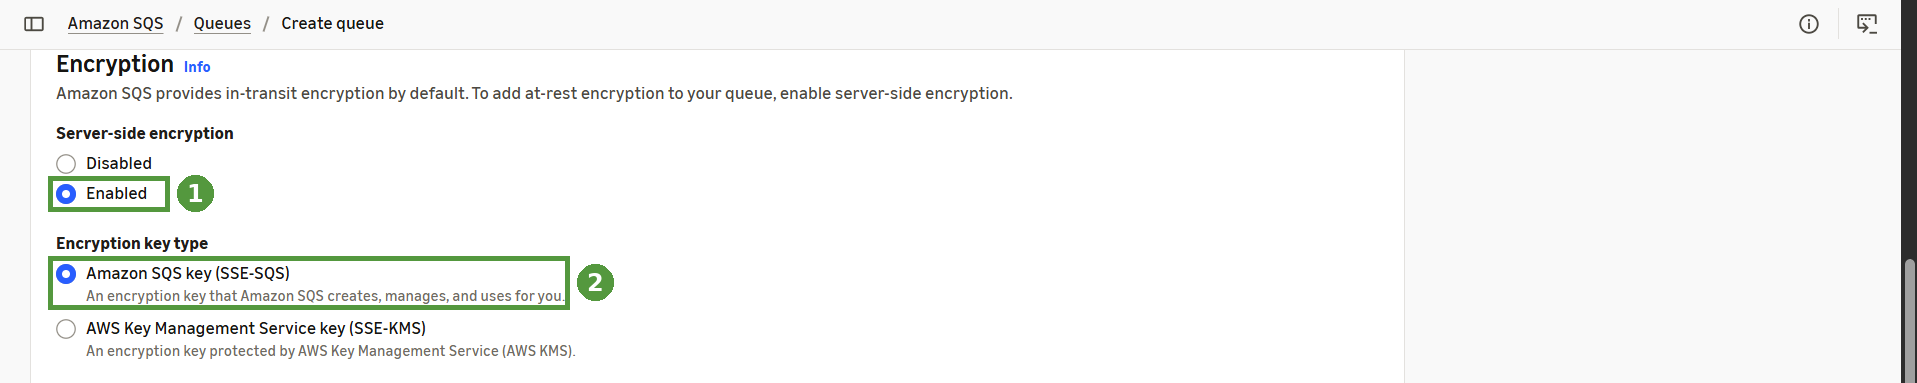 Amazon SQS / Queues / Create queue
Encryption Info
Amazon SQS provides in-transit encryption by default. To add at-rest encryption to your queue, enable server-side encryption.
Server-side encryption
Disabled
Enabled 1
Encryption key type
Amazon SQS key (SSE-SQS)
An encryption key that Amazon SQS creates, manages, and uses for you. 2
AWS Key Management Service key (SSE-KMS)
An encryption key protected by AWS Key Management Service (AWS KMS).